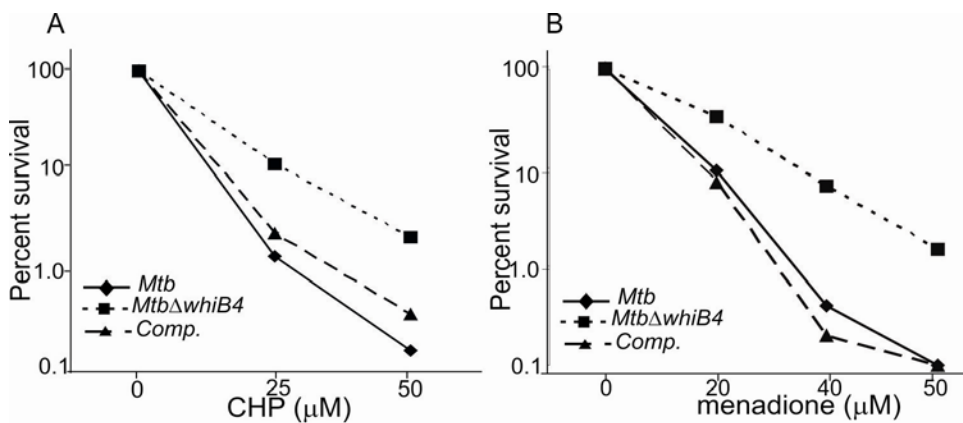 A
Percent survival
100
10
1.0
0.1
Mtb
MtbΔwhiB4
Comp.
0
25
50
CHP (μM)
B
Percent survival
100
10
1.0
0.1
Mtb
MtbΔwhiB4
Comp.
0
20
40
50
menadione (μM)